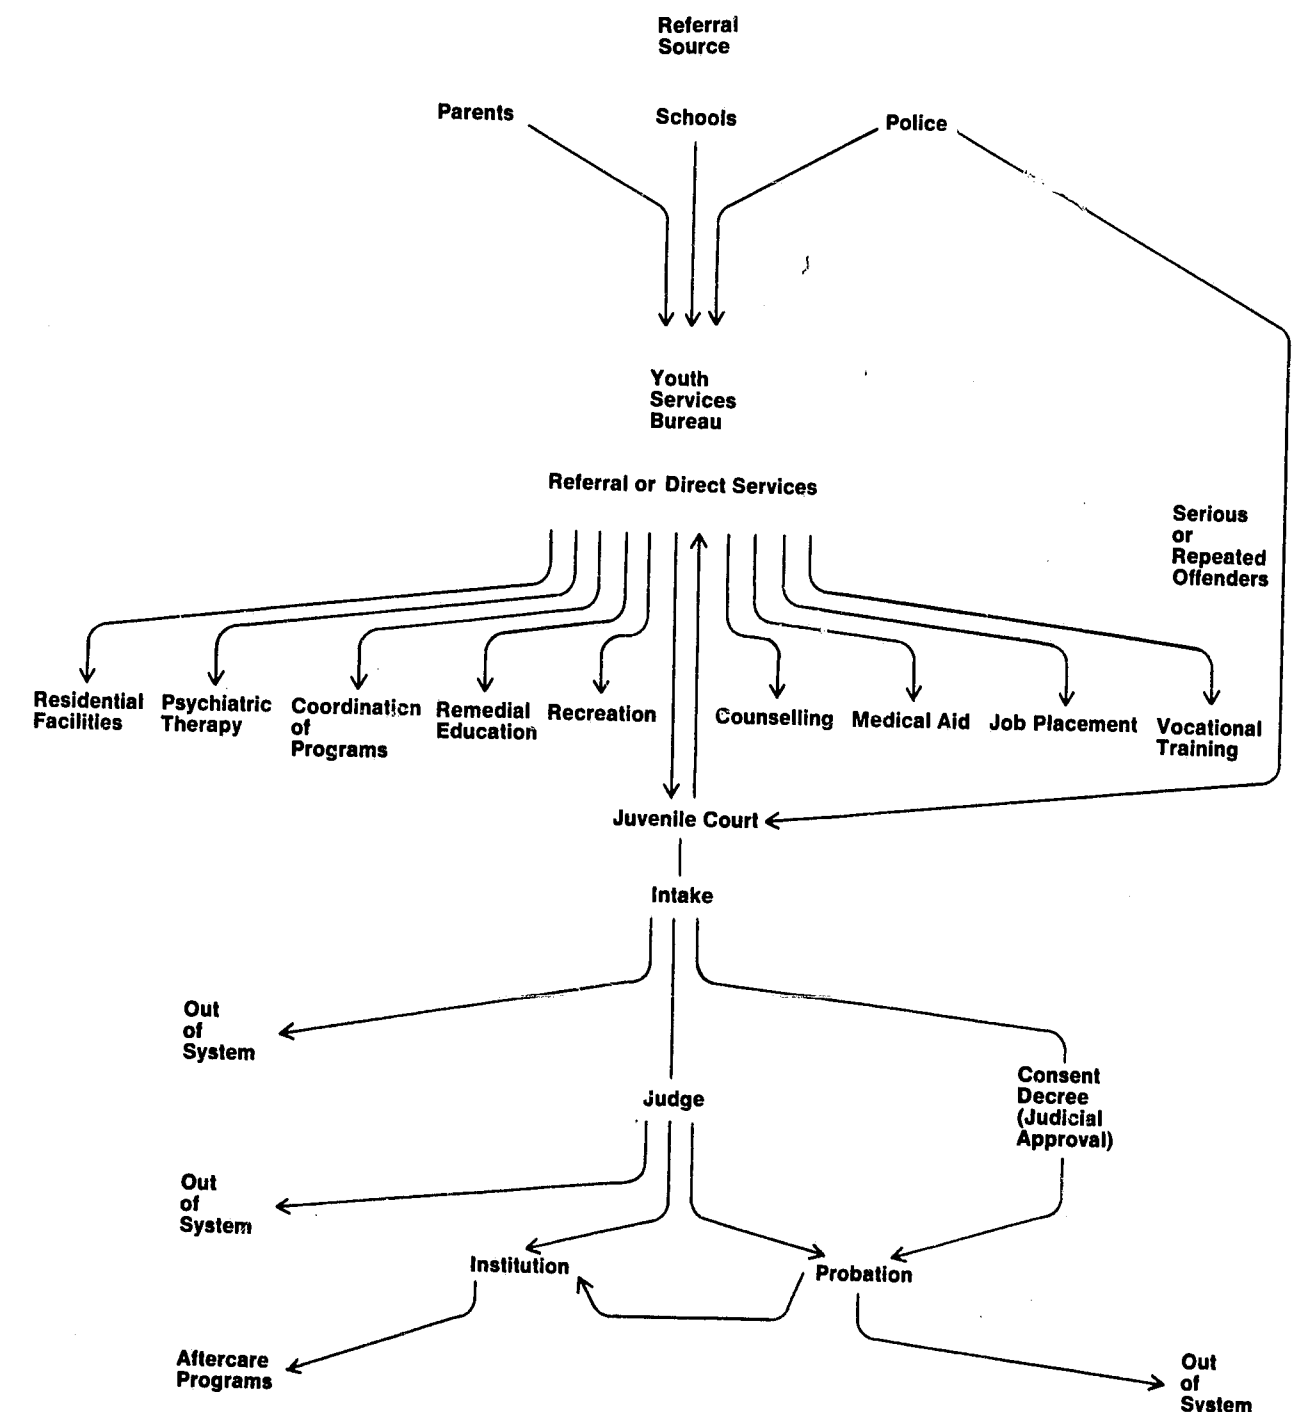 Referral
Source
Parents
Schools
Police
Youth
Services
Bureau
Referral or Direct Services
Serious
or
Repeated
Offenders
Residential
Facilities
Psychiatric
Therapy
Coordination
of
Programs
Remedial
Education
Recreation
Counselling
Medical Aid
Job Placement
Vocational
Training
Juvenile Court
Intake
Out
of
System
Judge
Consent
Decree
(Judicial
Approval)
Out
of
System
Institution
Probation
Aftercare
Programs
Out
of
System